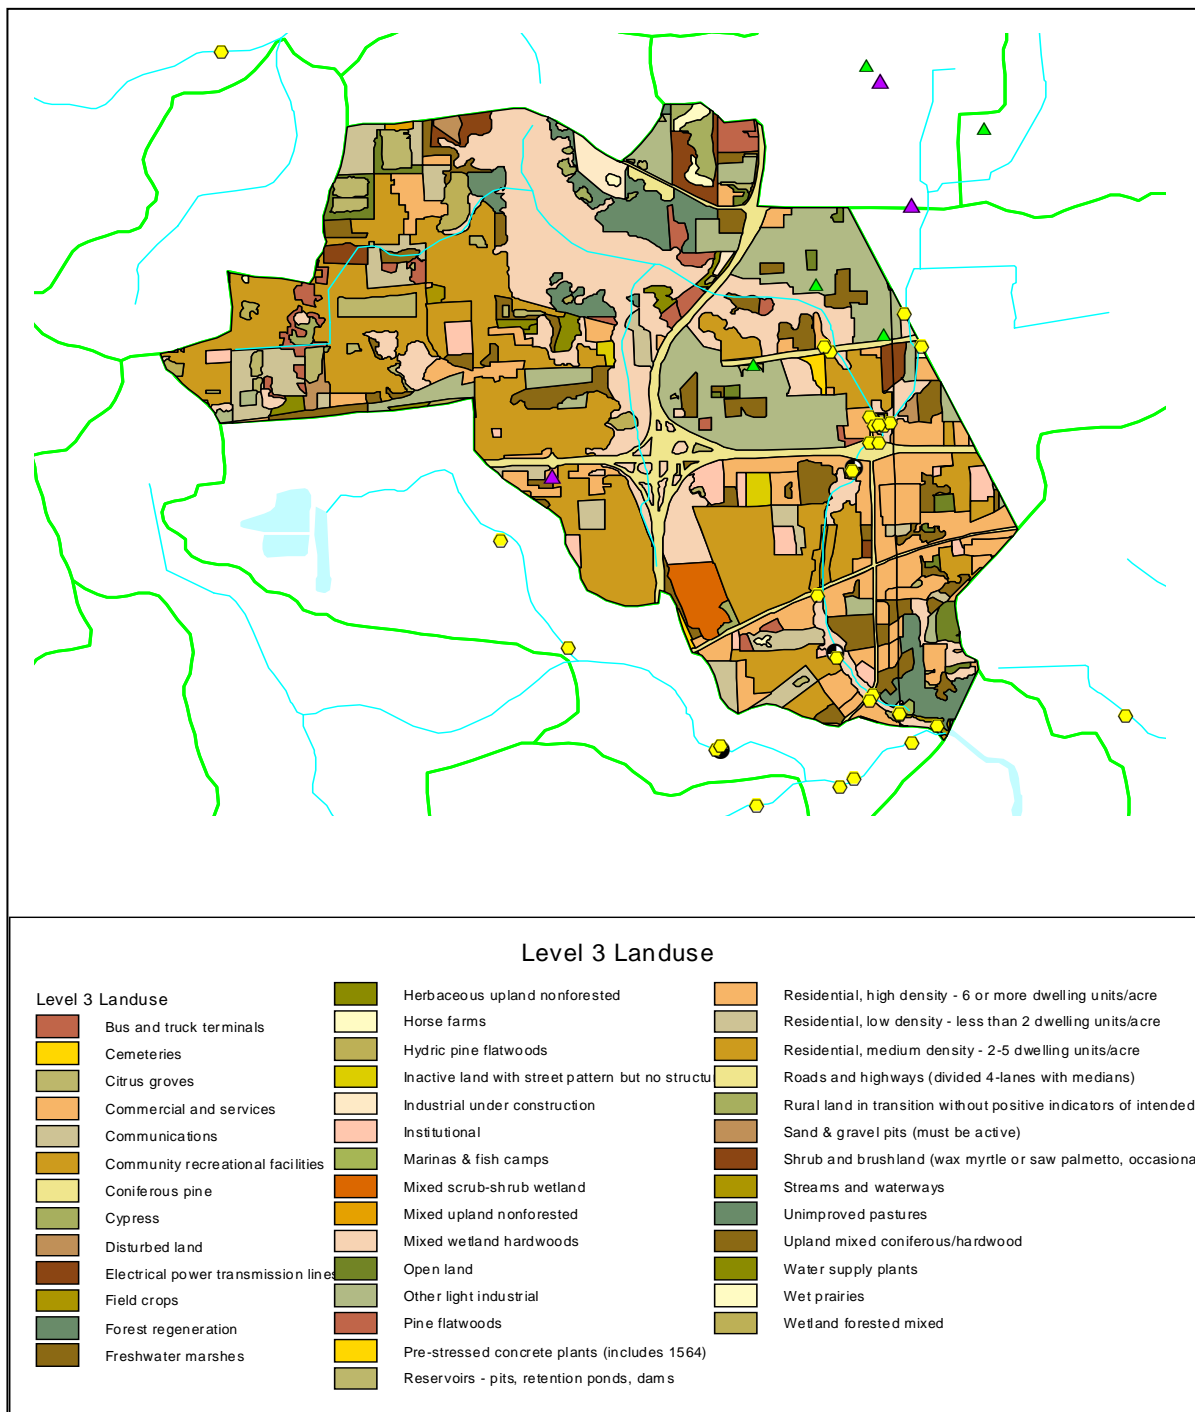 Level 3 Landuse
Level 3 Landuse
Bus and truck terminals
Cemeteries
Citrus groves
Commercial and services
Communications
Community recreational facilities
Coniferous pine
Cypress
Disturbed land
Electrical power transmission lines
Field crops
Forest regeneration
Freshwater marshes
Herbaceous upland nonforested
Horse farms
Hydric pine flatwoods
Inactive land with street pattern but no structu
Industrial under construction
Institutional
Marinas & fish camps
Mixed scrub-shrub wetland
Mixed upland nonforested
Mixed wetland hardwoods
Open land
Other light industrial
Pine flatwoods
Pre-stressed concrete plants (includes 1564)
Reservoirs - pits, retention ponds, dams
Residential, high density - 6 or more dwelling units/acre
Residential, low density - less than 2 dwelling units/acre
Residential, medium density - 2-5 dwelling units/acre
Roads and highways (divided 4-lanes with medians)
Rural land in transition without positive indicators of intended
Sand & gravel pits (must be active)
Shrub and brushland (wax myrtle or saw palmetto, occasiona
Streams and waterways
Unimproved pastures
Upland mixed coniferous/hardwood
Water supply plants
Wet prairies
Wetland forested mixed